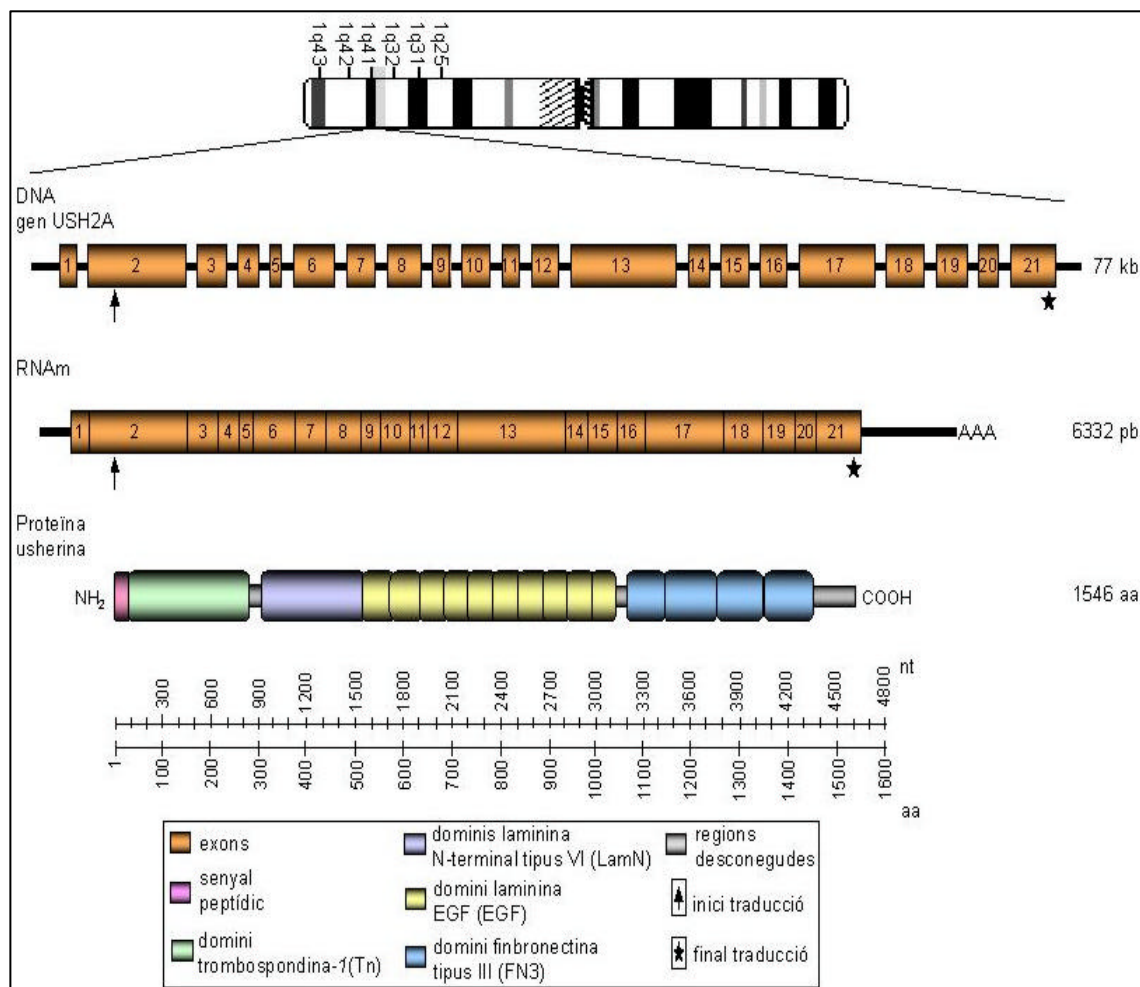 1q43
1q42
1q41
1q32
1q31
1q25
DNA
gen USH2A
1 2 3 4 5 6 7 8 9 10 11 12 13 14 15 16 17 18 19 20 21
77 kb
RNAm
1 2 3 4 5 6 7 8 9 10 11 12 13 14 15 16 17 18 19 20 21
AAA
6332 pb
Proteïna
usherina
NH2
COOH
1546 aa
300 600 900 1200 1500 1800 2100 2400 2700 3000 3300 3600 3900 4200 4500 4800
nt
1 100 200 300 400 500 600 700 800 900 1000 1100 1200 1300 1400 1500 1600
aa
exons
senyal
peptídic
domini
trombospondina-1(Tn)
dominis laminina
N-terminal tipus VI (LamN)
domini laminina
EGF (EGF)
domini finbronectina
tipus III (FN3)
regions
desconegudes
inici traducció
final traducció